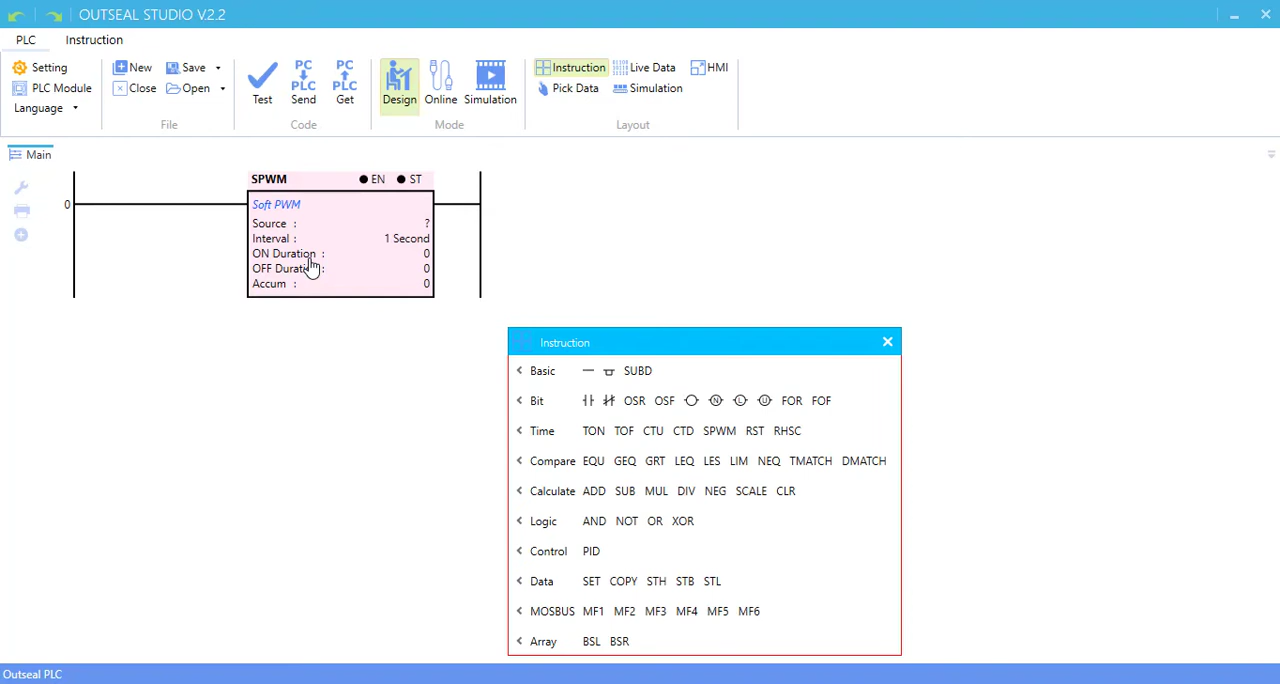 OUTSEAL STUDIO V.2.2
PLC Instruction
Setting
PLC Module
Language
New Save
Close Open
File
Test
PC PLC Send
PC PLC Get
Code
Design Online Simulation
Mode
Instruction Live Data HMI
Pick Data Simulation
Layout
Main
0
SPWM EN ST
Soft PWM
Source : ?
Interval : 1 Second
ON Duration : 0
OFF Durati : 0
Accum : 0
Instruction
Basic SUBD
Bit OSR OSF N L U FOR FOF
Time TON TOF CTU CTD SPWM RST RHSC
Compare EQU GEQ GRT LEQ LES LIM NEQ TMATCH DMATCH
Calculate ADD SUB MUL DIV NEG SCALE CLR
Logic AND NOT OR XOR
Control PID
Data SET COPY STH STB STL
MOSBUS MF1 MF2 MF3 MF4 MF5 MF6
Array BSL BSR
Outseal PLC